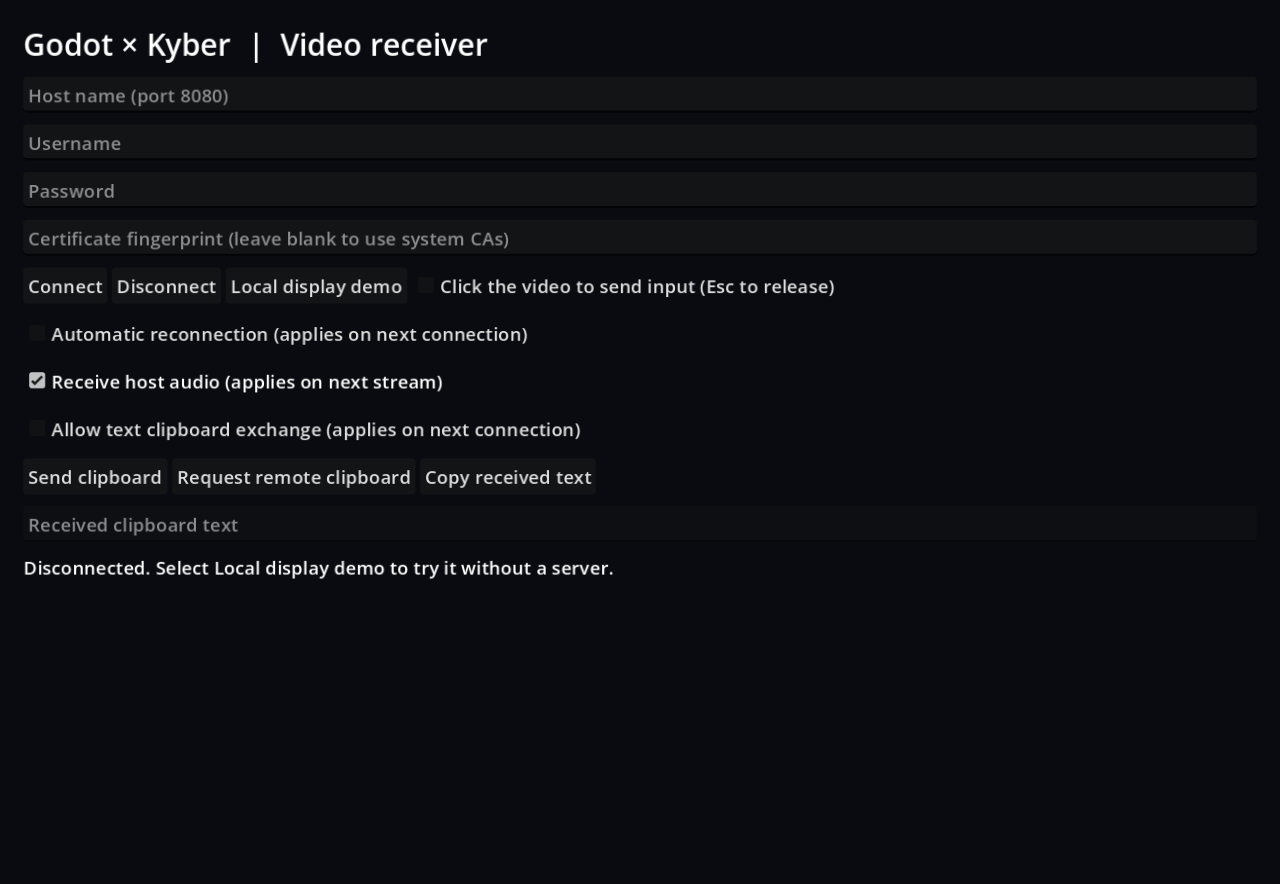 Godot × Kyber | Video receiver
Host name (port 8080)
Username
Password
Certificate fingerprint (leave blank to use system CAs)
Connect Disconnect Local display demo Click the video to send input (Esc to release)
Automatic reconnection (applies on next connection)
Receive host audio (applies on next stream)
Allow text clipboard exchange (applies on next connection)
Send clipboard Request remote clipboard Copy received text
Received clipboard text
Disconnected. Select Local display demo to try it without a server.